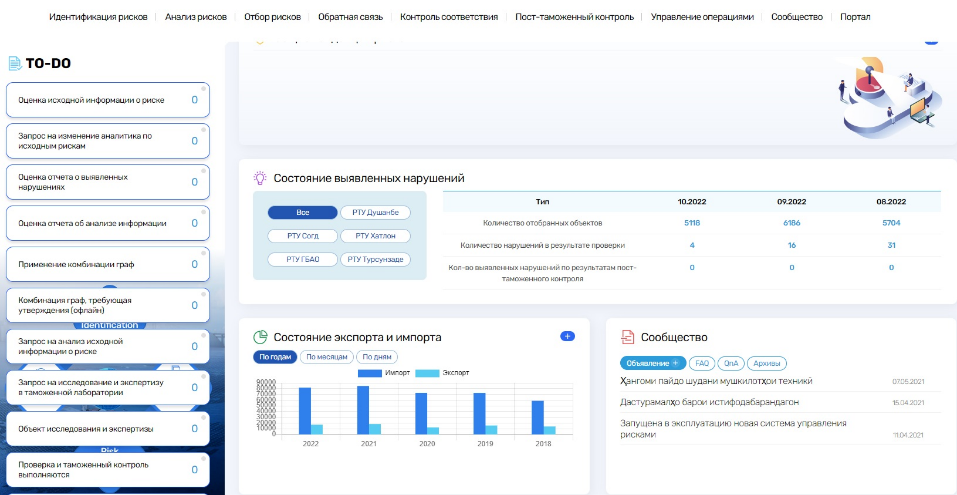 Идентификация рисков Анализ рисков Отбор рисков Обратная связь Контроль соответствия Пост-таможенный контроль Управление операциями Сообщество Портал
TO-DO
Оценка исходной информации о риске 0
Запрос на изменение аналитика по
исходным рискам 0
Оценка отчета о выявленных
нарушениях 0
Оценка отчета об анализе информации 0
Применение комбинации граф 0
Комбинация граф, требующая
утверждения (офлайн) 0
Identification
Запрос на анализ исходной
информации о риске 0
Запрос на исследование и экспертизу
в таможенной лаборатории 0
Объект исследования и экспертизы 0
Risk
Проверка и таможенный контроль
выполняются 0
Состояние выявленных нарушений
Все РТУ Душанбе
РТУ Согд РТУ Хатлон
РТУ ГБАО РТУ Турсунзаде
Тип 10.2022 09.2022 08.2022
Количество отобранных объектов 5118 6186 5704
Количество нарушений в результате проверки 4 16 31
Кол-во выявленных нарушений по результатам пост-
таможенного контроля 0 0 0
Состояние экспорта и импорта
По годам По месяцам По дням
Импорт Экспорт
90000
80000
70000
60000
50000
40000
30000
20000
10000
0
2022 2021 2020 2019 2018
Сообщество
Объявление + FAQ QnA Архивы
Ҳангоми пайдо шудани мушкилотҳои техникӣ 07.05.2021
Дастурамалҳо барои истифодабарандагон 15.04.2021
Запущена в эксплуатацию новая система управления
рисками 11.04.2021